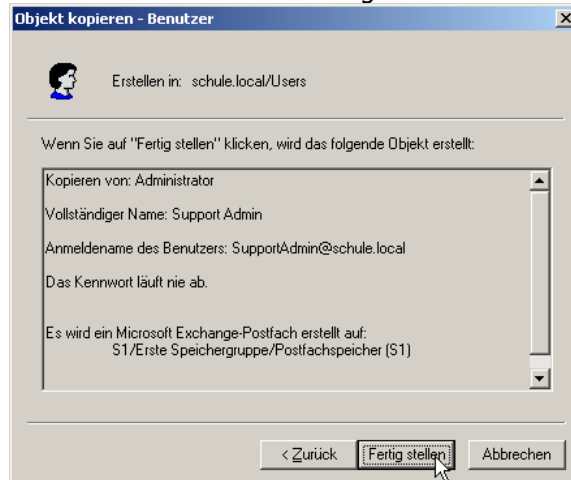 Objekt kopieren - Benutzer
Erstellen in: schule.local/Users
Wenn Sie auf "Fertig stellen" klicken, wird das folgende Objekt erstellt:
Kopieren von: Administrator
Vollständiger Name: Support Admin
Anmeldename des Benutzers: SupportAdmin@schule.local
Das Kennwort läuft nie ab.
Es wird ein Microsoft Exchange-Postfach erstellt auf:
S1/Erste Speichergruppe/Postfachspeicher (S1)
< Zurück Fertig stellen Abbrechen